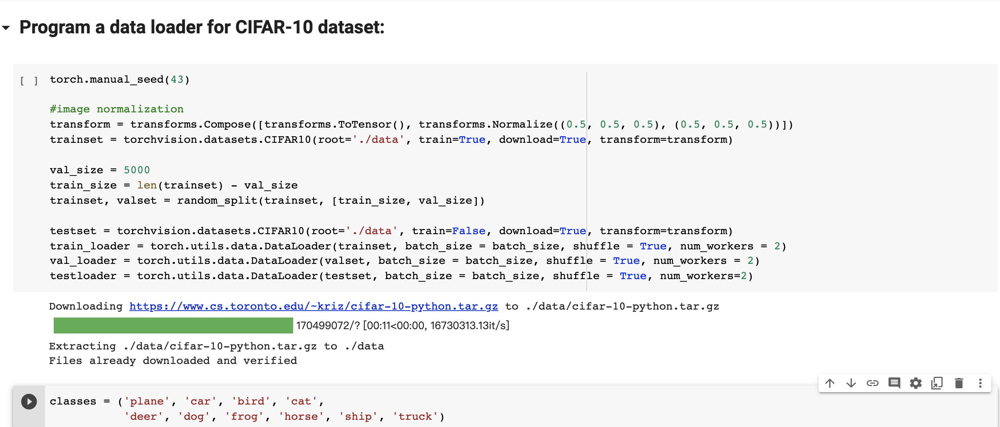 Program a data loader for CIFAR-10 dataset:
[ ] torch.manual_seed(43)
#image normalization
transform = transforms.Compose([transforms.ToTensor(), transforms.Normalize((0.5, 0.5, 0.5), (0.5, 0.5, 0.5))])
trainset = torchvision.datasets.CIFAR10(root='./data', train=True, download=True, transform=transform)
val_size = 5000
train_size = len(trainset) - val_size
trainset, valset = random_split(trainset, [train_size, val_size])
testset = torchvision.datasets.CIFAR10(root='./data', train=False, download=True, transform=transform)
train_loader = torch.utils.data.DataLoader(trainset, batch_size = batch_size, shuffle = True, num_workers = 2)
val_loader = torch.utils.data.DataLoader(valset, batch_size = batch_size, shuffle = True, num_workers = 2)
testloader = torch.utils.data.DataLoader(testset, batch_size = batch_size, shuffle = True, num_workers=2)
Downloading https://www.cs.toronto.edu/~kriz/cifar-10-python.tar.gz to ./data/cifar-10-python.tar.gz
170499072/? [00:11<00:00, 16730313.13it/s]
Extracting ./data/cifar-10-python.tar.gz to ./data
Files already downloaded and verified
classes = ('plane', 'car', 'bird', 'cat',
'deer', 'dog', 'frog', 'horse', 'ship', 'truck')